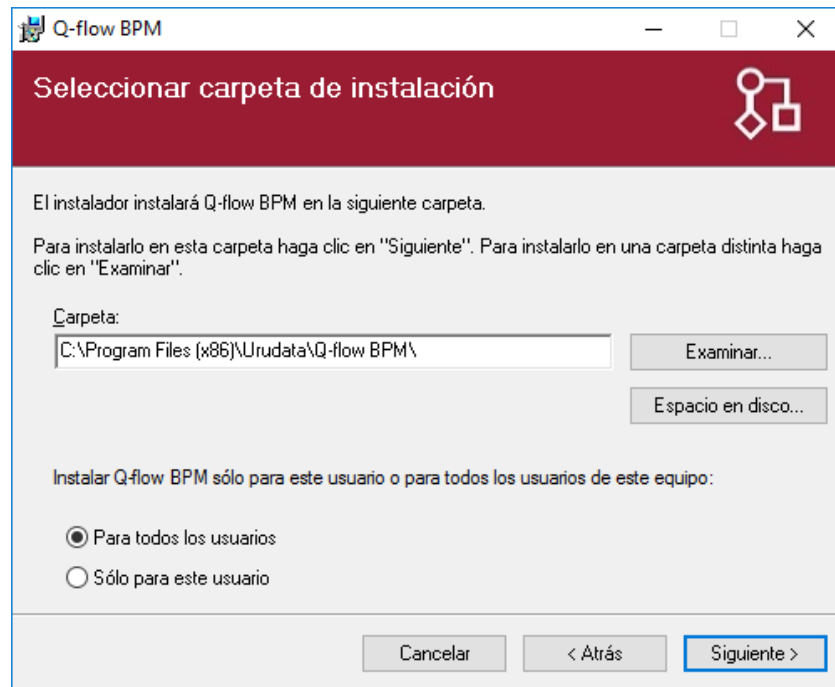 Q-flow BPM
Seleccionar carpeta de instalación
El instalador instalará Q-flow BPM en la siguiente carpeta.
Para instalarlo en esta carpeta haga clic en "Siguiente". Para instalarlo en una carpeta distinta haga
clic en "Examinar".
Carpeta:
C:\Program Files (x86)\Urudata\Q-flow BPM\
Examinar...
Espacio en disco...
Instalar Q-flow BPM sólo para este usuario o para todos los usuarios de este equipo:
Para todos los usuarios
Sólo para este usuario
Cancelar
< Atrás
Siguiente >